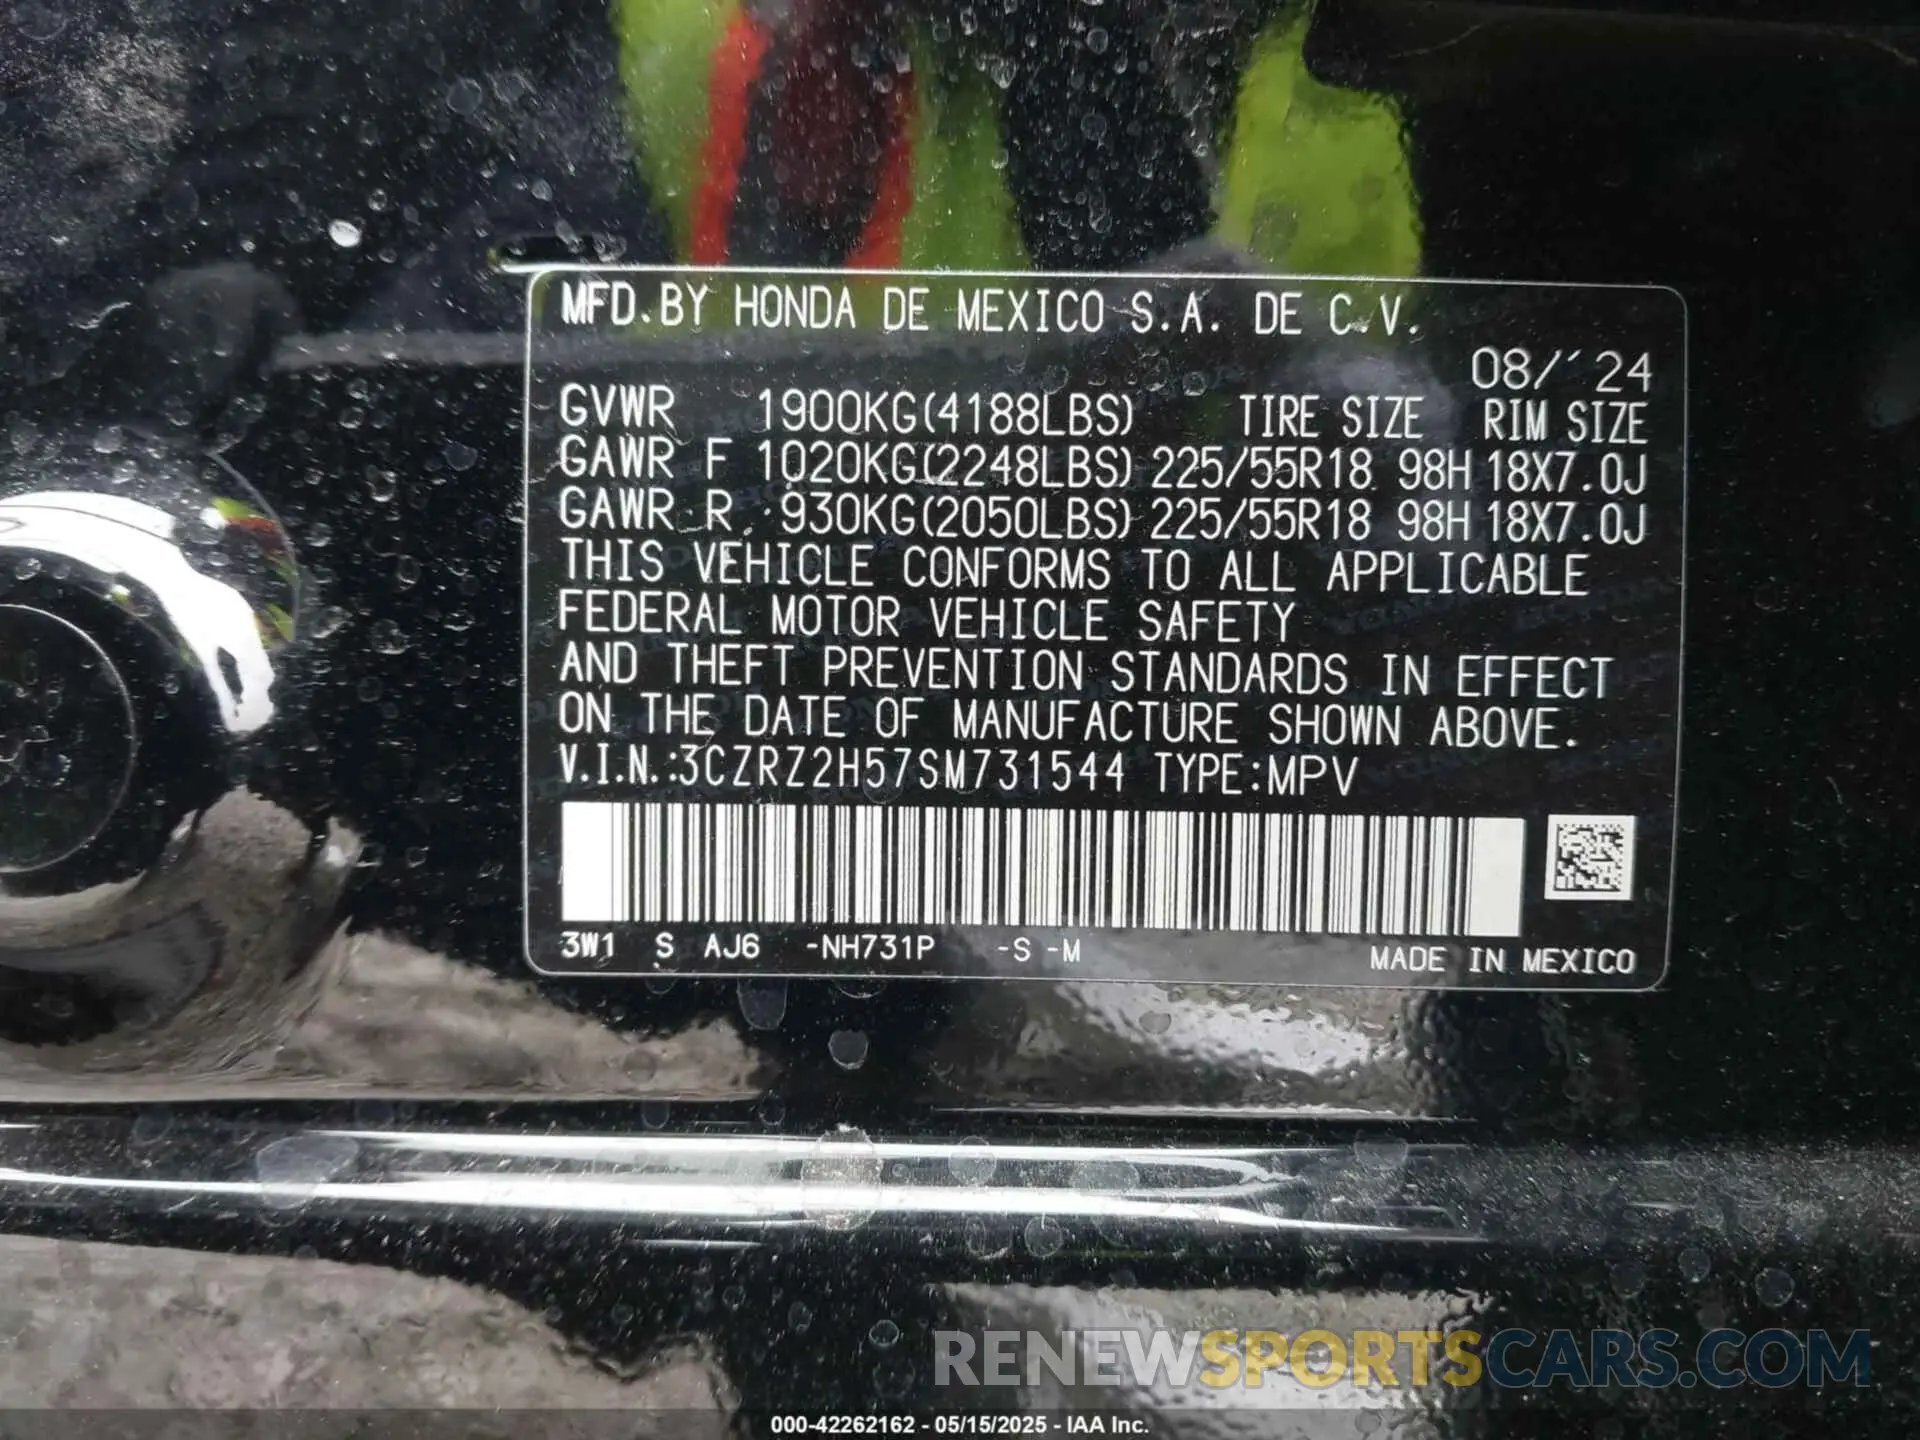 MFD.BY HONDA DE MEXICO S.A. DE C.V.
08/´24
GVWR 1900KG(4188LBS) TIRE SIZE RIM SIZE
GAWR F 1020KG(2248LBS) 225/55R18 98H 18X7.0J
GAWR R 930KG(2050LBS) 225/55R18 98H 18X7.0J
THIS VEHICLE CONFORMS TO ALL APPLICABLE
FEDERAL MOTOR VEHICLE SAFETY
AND THEFT PREVENTION STANDARDS IN EFFECT
ON THE DATE OF MANUFACTURE SHOWN ABOVE.
V.I.N.:3CZRZ2H57SM731544 TYPE:MPV
3W1 S AJ6 -NH731P -S -M MADE IN MEXICO
RENEWSPORTSCARS.COM
000-42262162 - 05/15/2025 - IAA Inc.